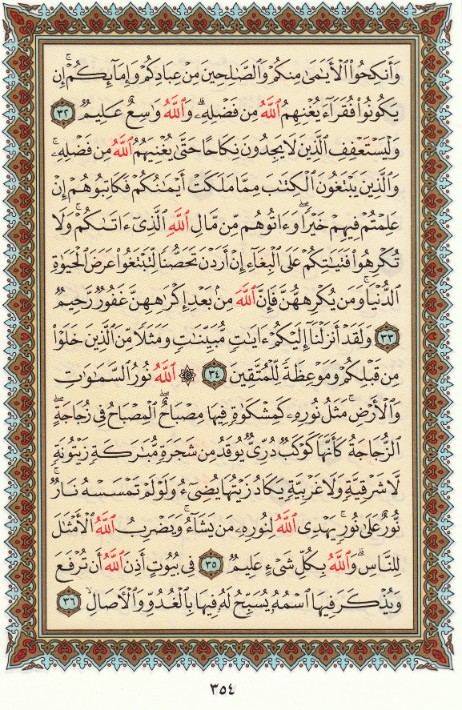 وَأَنكِحُوا۟ ٱلْأَيَـٰمَىٰ مِنكُمْ وَٱلصَّـٰلِحِينَ مِنْ عِبَادِكُمْ وَإِمَآئِكُمْ ۚ إِن
يَكُونُوا۟ فُقَرَآءَ يُغْنِهِمُ ٱللَّهُ مِن فَضْلِهِۦ ۗ وَٱللَّهُ وَٰسِعٌ عَلِيمٌ ٣٢
وَلْيَسْتَعْفِفِ ٱلَّذِينَ لَا يَجِدُونَ نِكَاحًا حَتَّىٰ يُغْنِيَهُمُ ٱللَّهُ مِن فَضْلِهِۦ ۗ
وَٱلَّذِينَ يَبْتَغُونَ ٱلْكِتَـٰبَ مِمَّا مَلَكَتْ أَيْمَـٰنُكُمْ فَكَاتِبُوهُمْ إِنْ
عَلِمْتُمْ فِيهِمْ خَيْرًا ۖ وَءَاتُوهُم مِّن مَّالِ ٱللَّهِ ٱلَّذِىٓ ءَاتَىٰكُمْ ۚ وَلَا
تُكْرِهُوا۟ فَتَيَـٰتِكُمْ عَلَى ٱلْبِغَآءِ إِنْ أَرَدْنَ تَحَصُّنًا لِّتَبْتَغُوا۟ عَرَضَ ٱلْحَيَوٰةِ
ٱلدُّنْيَا ۚ وَمَن يُكْرِههُّنَّ فَإِنَّ ٱللَّهَ مِنۢ بَعْدِ إِكْرَٰهِهِنَّ غَفُورٌ رَّحِيمٌ
٣٣ وَلَقَدْ أَنزَلْنَآ إِلَيْكُمْ ءَايَـٰتٍ مُّبَيِّنَـٰتٍ وَمَثَلًا مِّنَ ٱلَّذِينَ خَلَوْا۟
مِن قَبْلِكُمْ وَمَوْعِظَةً لِّلْمُتَّقِينَ ٣٤ ۞ ٱللَّهُ نُورُ ٱلسَّمَـٰوَٰتِ
وَٱلْأَرْضِ ۚ مَثَلُ نُورِهِۦ كَمِشْكَوٰةٍ فِيهَا مِصْبَاحٌ ۖ ٱلْمِصْبَاحُ فِى زُجَاجَةٍ ۖ
ٱلزُّجَاجَةُ كَأَنَّهَا كَوْكَبٌ دُرِّىٌّ يُوقَدُ مِن شَجَرَةٍ مُّبَـٰرَكَةٍ زَيْتُونَةٍ
لَّا شَرْقِيَّةٍ وَلَا غَرْبِيَّةٍ يَكَادُ زَيْتُهَا يُضِىٓءُ وَلَوْ لَمْ تَمْسَسْهُ نَارٌ ۚ
نُّورٌ عَلَىٰ نُورٍ ۗ يَهْدِى ٱللَّهُ لِنُورِهِۦ مَن يَشَآءُ ۚ وَيَضْرِبُ ٱللَّهُ ٱلْأَمْثَـٰلَ
لِلنَّاسِ ۗ وَٱللَّهُ بِكُلِّ شَىْءٍ عَلِيمٌ ٣٥ فِى بُيُوتٍ أَذِنَ ٱللَّهُ أَن تُرْفَعَ
وَيُذْكَرَ فِيهَا ٱسْمُهُۥ يُسَبِّحُ لَهُۥ فِيهَا بِٱلْغُدُوِّ وَٱلْـَٔاصَالِ ٣٦
٣٥٤